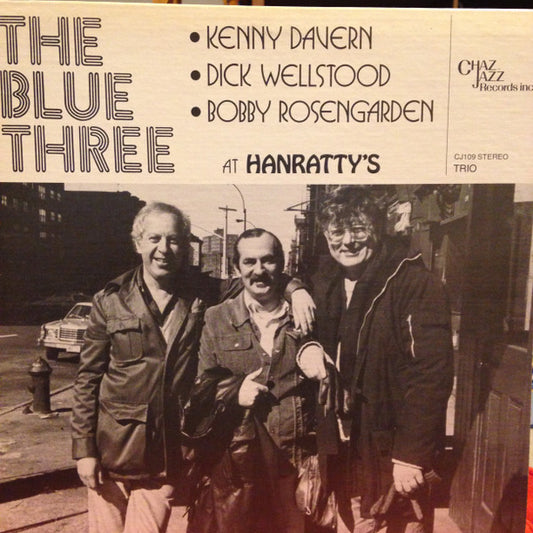 THE
BLUE
THREE
• KENNY DAVERN
• DICK WELLSTOOD
• BOBBY ROSENGARDEN
AT HANRATTY'S
CHAZ
JAZZ
Records inc
CJ109 STEREO
TRIO